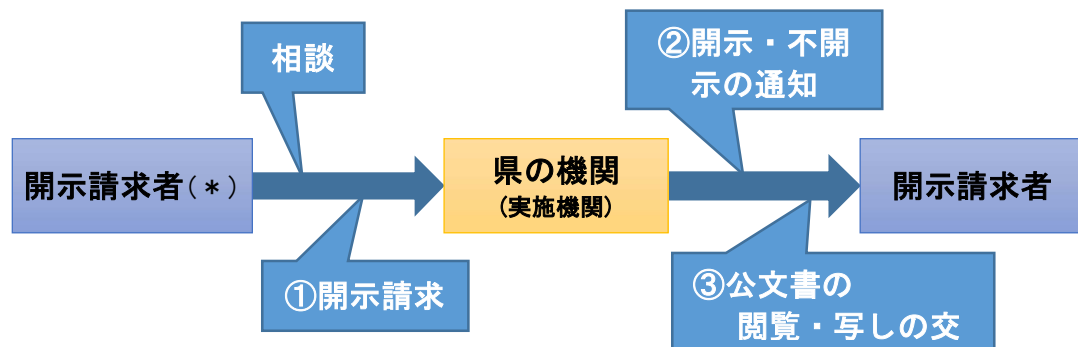 相談
②開示・不開
示の通知
開示請求者(*)
県の機関
(実施機関)
開示請求者
①開示請求
③公文書の
閲覧・写しの交